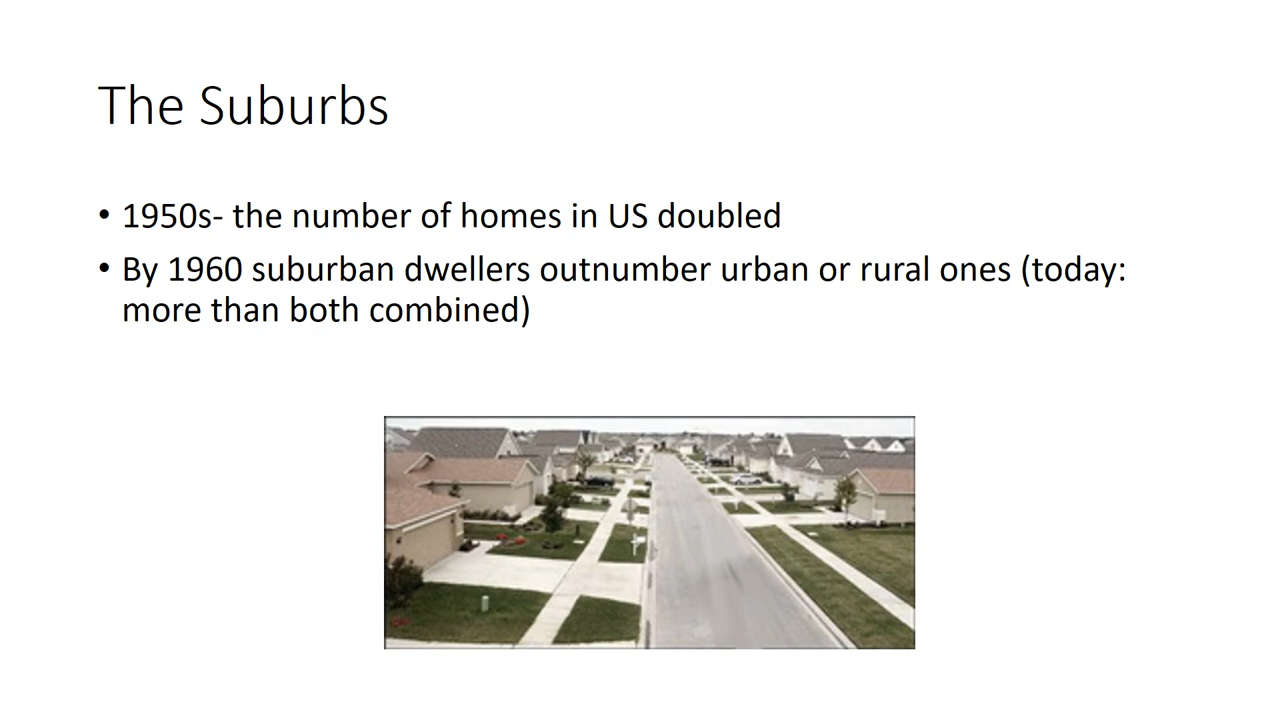 The Suburbs
• 1950s- the number of homes in US doubled
• By 1960 suburban dwellers outnumber urban or rural ones (today:
more than both combined)